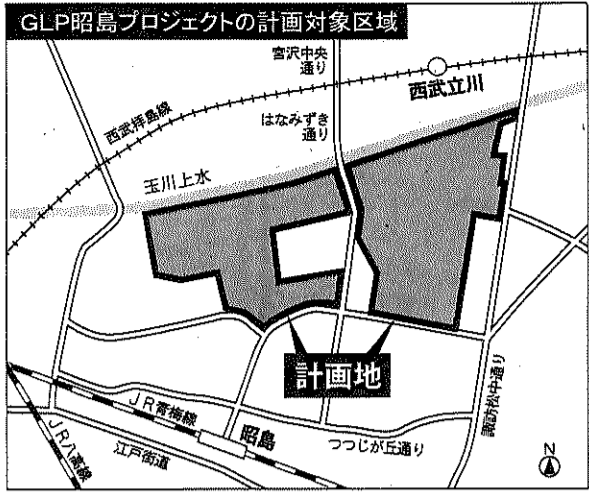 GLP昭島プロジェクトの計画対象区域
宮沢中央
通り
西武立川
西武拝島線
はなみずき
通り
玉川上水
計画地
諏訪松中通り
JR青梅線
昭島
つつじが丘通り
JR八高線
江戸街道
N